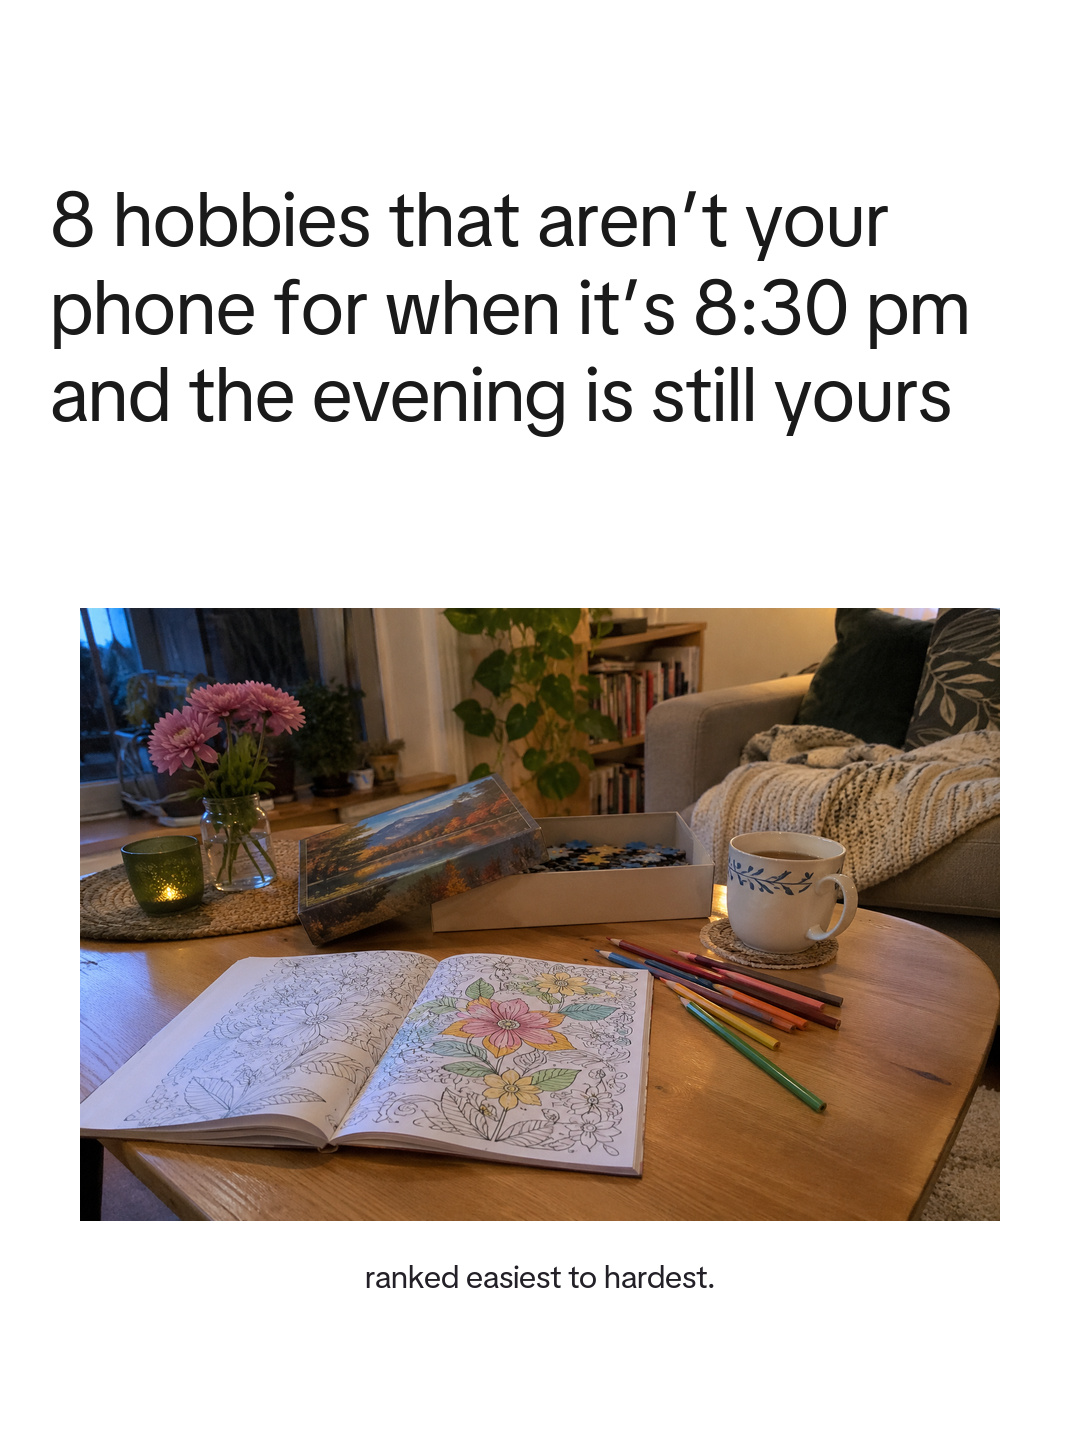 8 hobbies that aren’t your
phone for when it’s 8:30 pm
and the evening is still yours
ranked easiest to hardest.